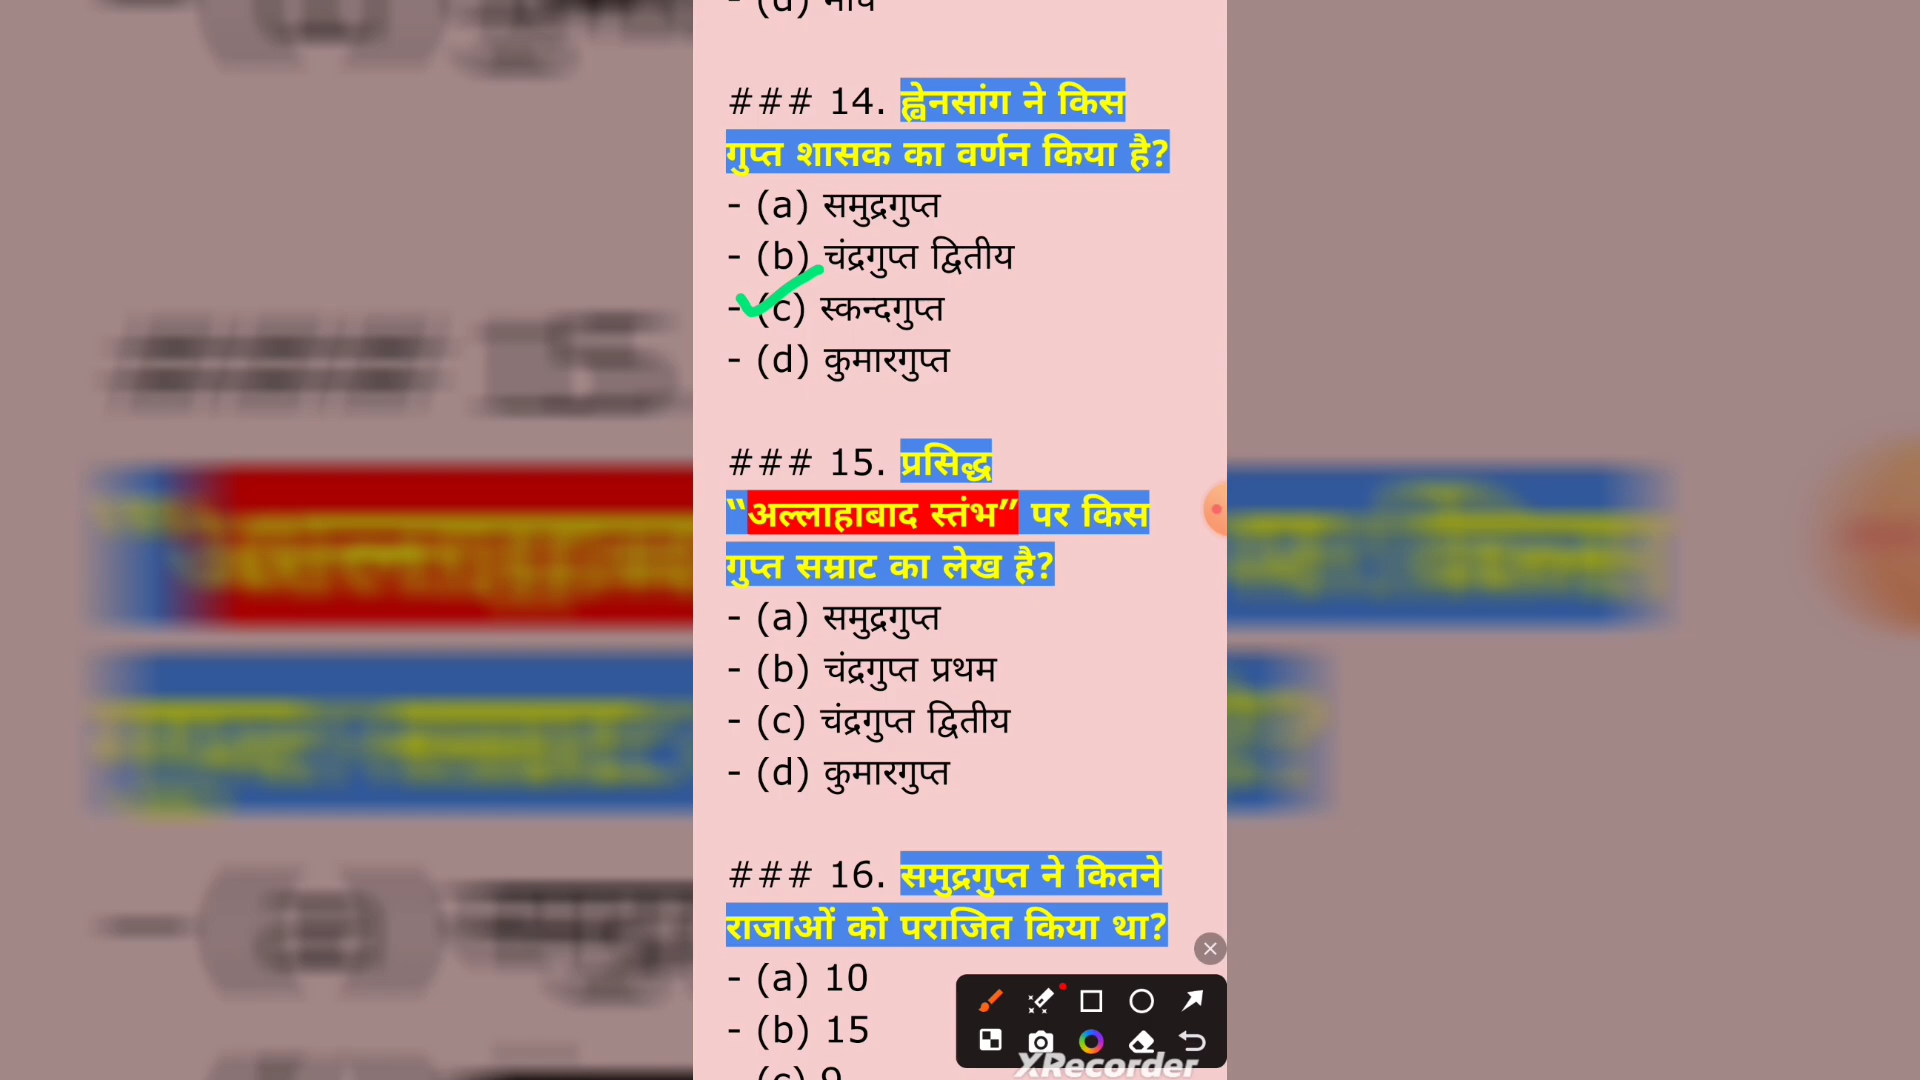 - (d) मौर्य
### 14. ह्वेनसांग ने किस
गुप्त शासक का वर्णन किया है?
- (a) समुद्रगुप्त
- (b) चंद्रगुप्त द्वितीय
- (c) स्कन्दगुप्त
- (d) कुमारगुप्त
### 15. प्रसिद्ध
“अल्लाहाबाद स्तंभ” पर किस
गुप्त सम्राट का लेख है?
- (a) समुद्रगुप्त
- (b) चंद्रगुप्त प्रथम
- (c) चंद्रगुप्त द्वितीय
- (d) कुमारगुप्त
### 16. समुद्रगुप्त ने कितने
राजाओं को पराजित किया था?
- (a) 10
- (b) 15
- (c) 9
XRecorder